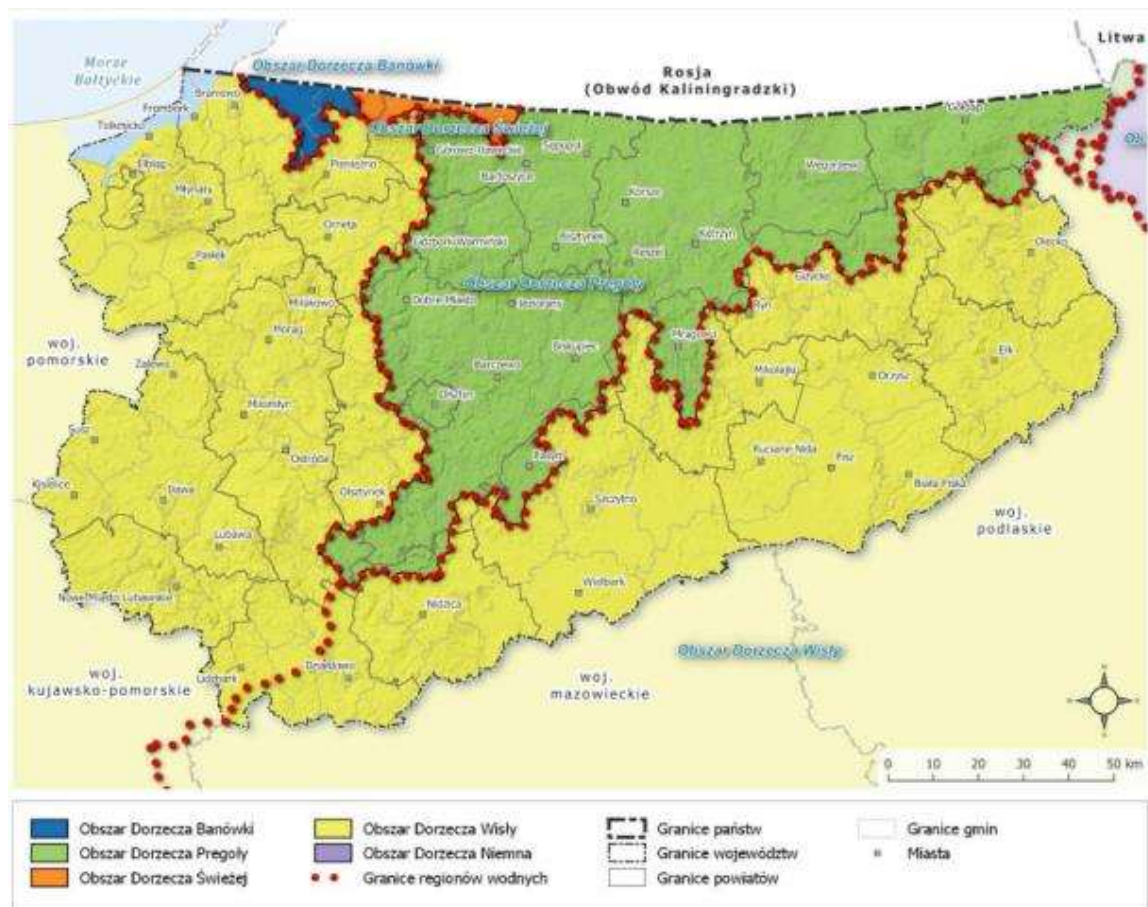 Litwa
Morze
Bałtyckie
Obszar Dorzecza Banówki
Rosja
(Obwód Kaliningradzki)
Braniewo
Frombork
Tolkmicko
Obszar Dorzecza Świeżej
Elbląg
Pieniężno
Młynary
Górowo Iławeckie
Sępopol
Bartoszyce
Węgorzewo
Korsze
Orneta
Lidzbark Warmiński
Bisztynek
Kętrzyn
Reszel
Pasłęk
Olecko
Giżycko
Obszar Dorzecza Pregoły
Dobre Miasto
Jeziorany
Miłakowo
Ryn
Morąg
woj.
pomorskie
Zalewo
Biskupiec
Mrągowo
Barczewo
Ełk
Mikołajki
Orzysz
Olsztyn
Miłomłyn
Susz
Ostróda
Pasym
Ruciane Nida
Pisz
Biała Piska
Kisielice
Iława
Olsztynek
Szczytno
woj.
podlaskie
Lubawa
Nowe Miasto Lubawskie
Nidzica
Wielbark
Obszar Dorzecza Wisły
Lidzbark
Działdowo
woj.
kujawsko-pomorskie
woj.
mazowieckie
0 10 20 30 40 50 km
Obszar Dorzecza Banówki
Obszar Dorzecza Pregoły
Obszar Dorzecza Świeżej
Obszar Dorzecza Wisły
Obszar Dorzecza Niemna
Granice regionów wodnych
Granice państw
Granice województw
Granice powiatów
Granice gmin
Miasta